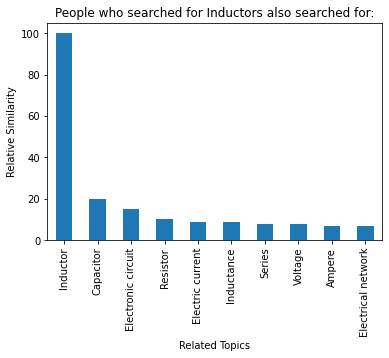 People who searched for Inductors also searched for:
100
80
60
40
20
0
Relative Similarity
Inductor
Capacitor
Electronic circuit
Resistor
Electric current
Inductance
Series
Voltage
Ampere
Electrical network
Related Topics